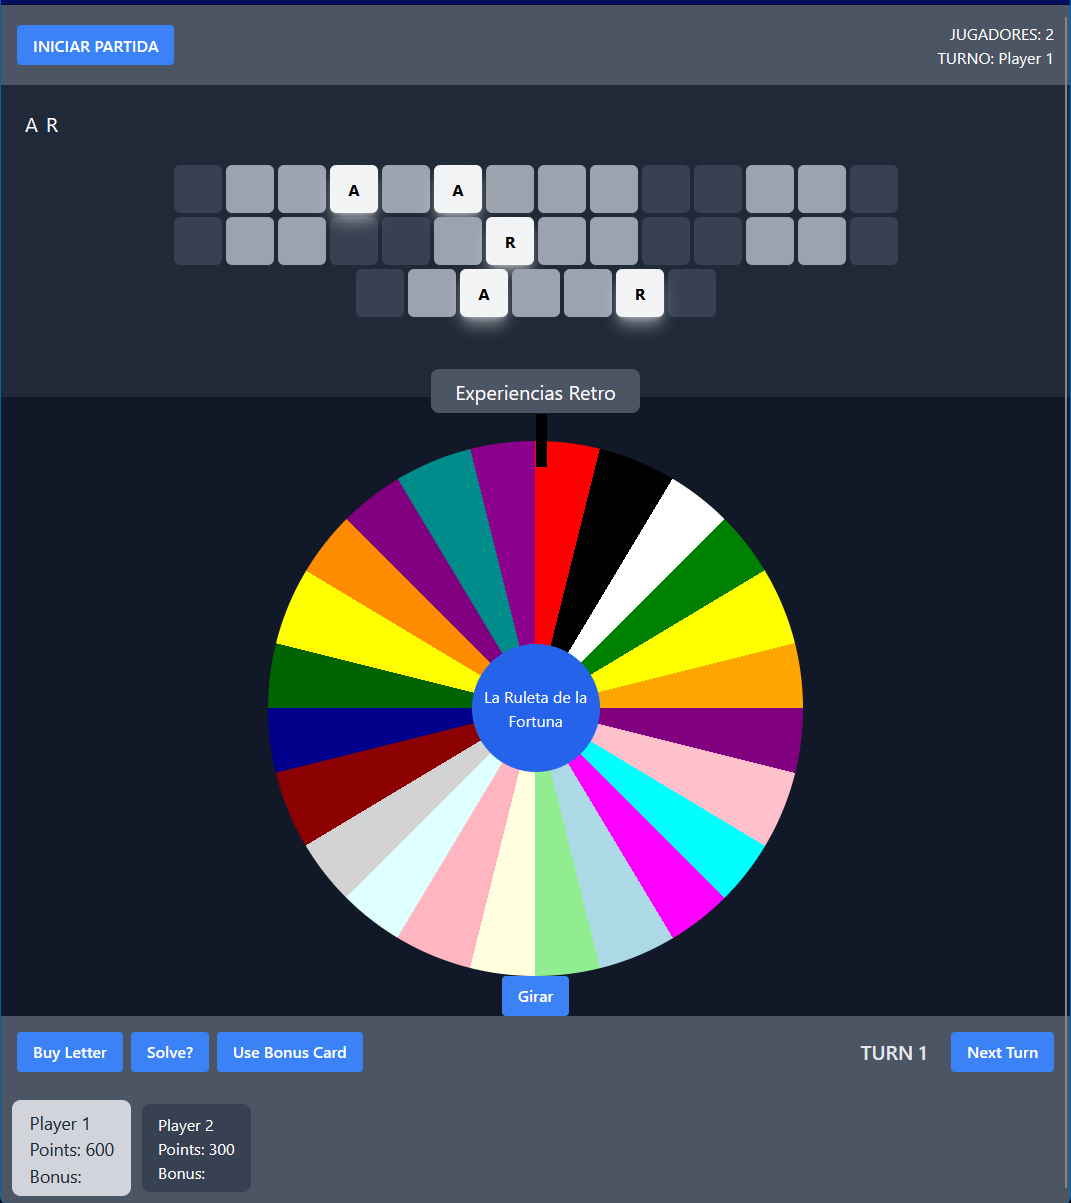 INICIAR PARTIDA
JUGADORES: 2
TURNO: Player 1
A R
A A
R
A R
Experiencias Retro
La Ruleta de la
Fortuna
Girar
Buy Letter Solve? Use Bonus Card TURN 1 Next Turn
Player 1
Points: 600
Bonus:
Player 2
Points: 300
Bonus: